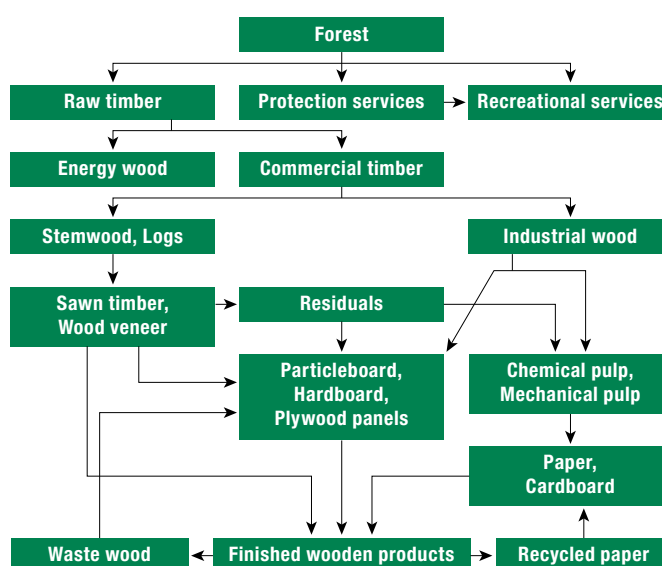 Forest
Raw timber
Protection services
Recreational services
Energy wood
Commercial timber
Stemwood, Logs
Industrial wood
Sawn timber,
Wood veneer
Residuals
Particleboard,
Hardboard,
Plywood panels
Chemical pulp,
Mechanical pulp
Paper,
Cardboard
Waste wood
Finished wooden products
Recycled paper